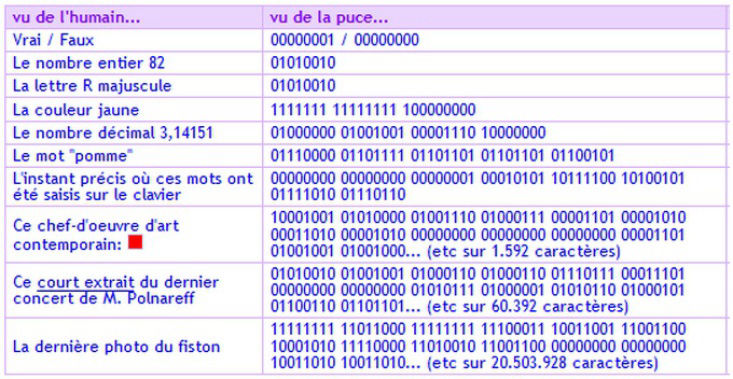 vu de l'humain... vu de la puce...
Vrai / Faux 00000001 / 00000000
Le nombre entier 82 01010010
La lettre R majuscule 01010010
La couleur jaune 1111111 11111111 100000000
Le nombre décimal 3,14151 01000000 01001001 00001110 10000000
Le mot "pomme" 01110000 01101111 01101101 01101101 01100101
L'instant précis où ces mots ont
été saisis sur le clavier
00000000 00000000 00000001 00010101 10111100 10100101
01111010 01110110
Ce chef-d'oeuvre d'art
contemporain:
10001001 01010000 01001110 01000111 00001101 00001010
00011010 00001010 00000000 00000000 00000000 00001101
01001001 01001000... (etc sur 1.592 caractères)
Ce court extrait du dernier
concert de M. Polnareff
01010010 01001001 01000110 01000110 01110111 00011101
00000000 00000000 01010111 01000001 01010110 01000101
01100110 01101101... (etc sur 60.392 caractères)
La dernière photo du fiston
11111111 11011000 11111111 11100011 10011001 11001100
10001010 11110000 11010010 11001100 00000000 00000000
10011010 10011010... (etc sur 20.503.928 caractères)